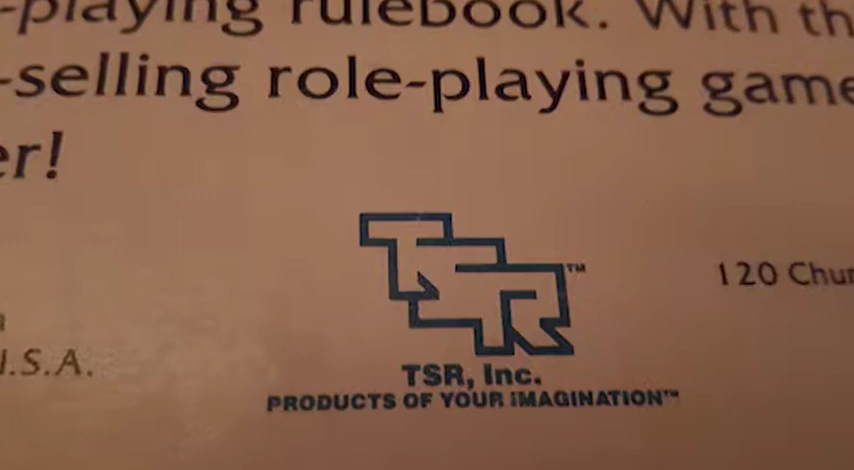 -playing rulebook. With th
-selling role-playing game
er!
TSR
TM
120 Chur
J.S.A.
TSR, Inc.
PRODUCTS OF YOUR IMAGINATION™